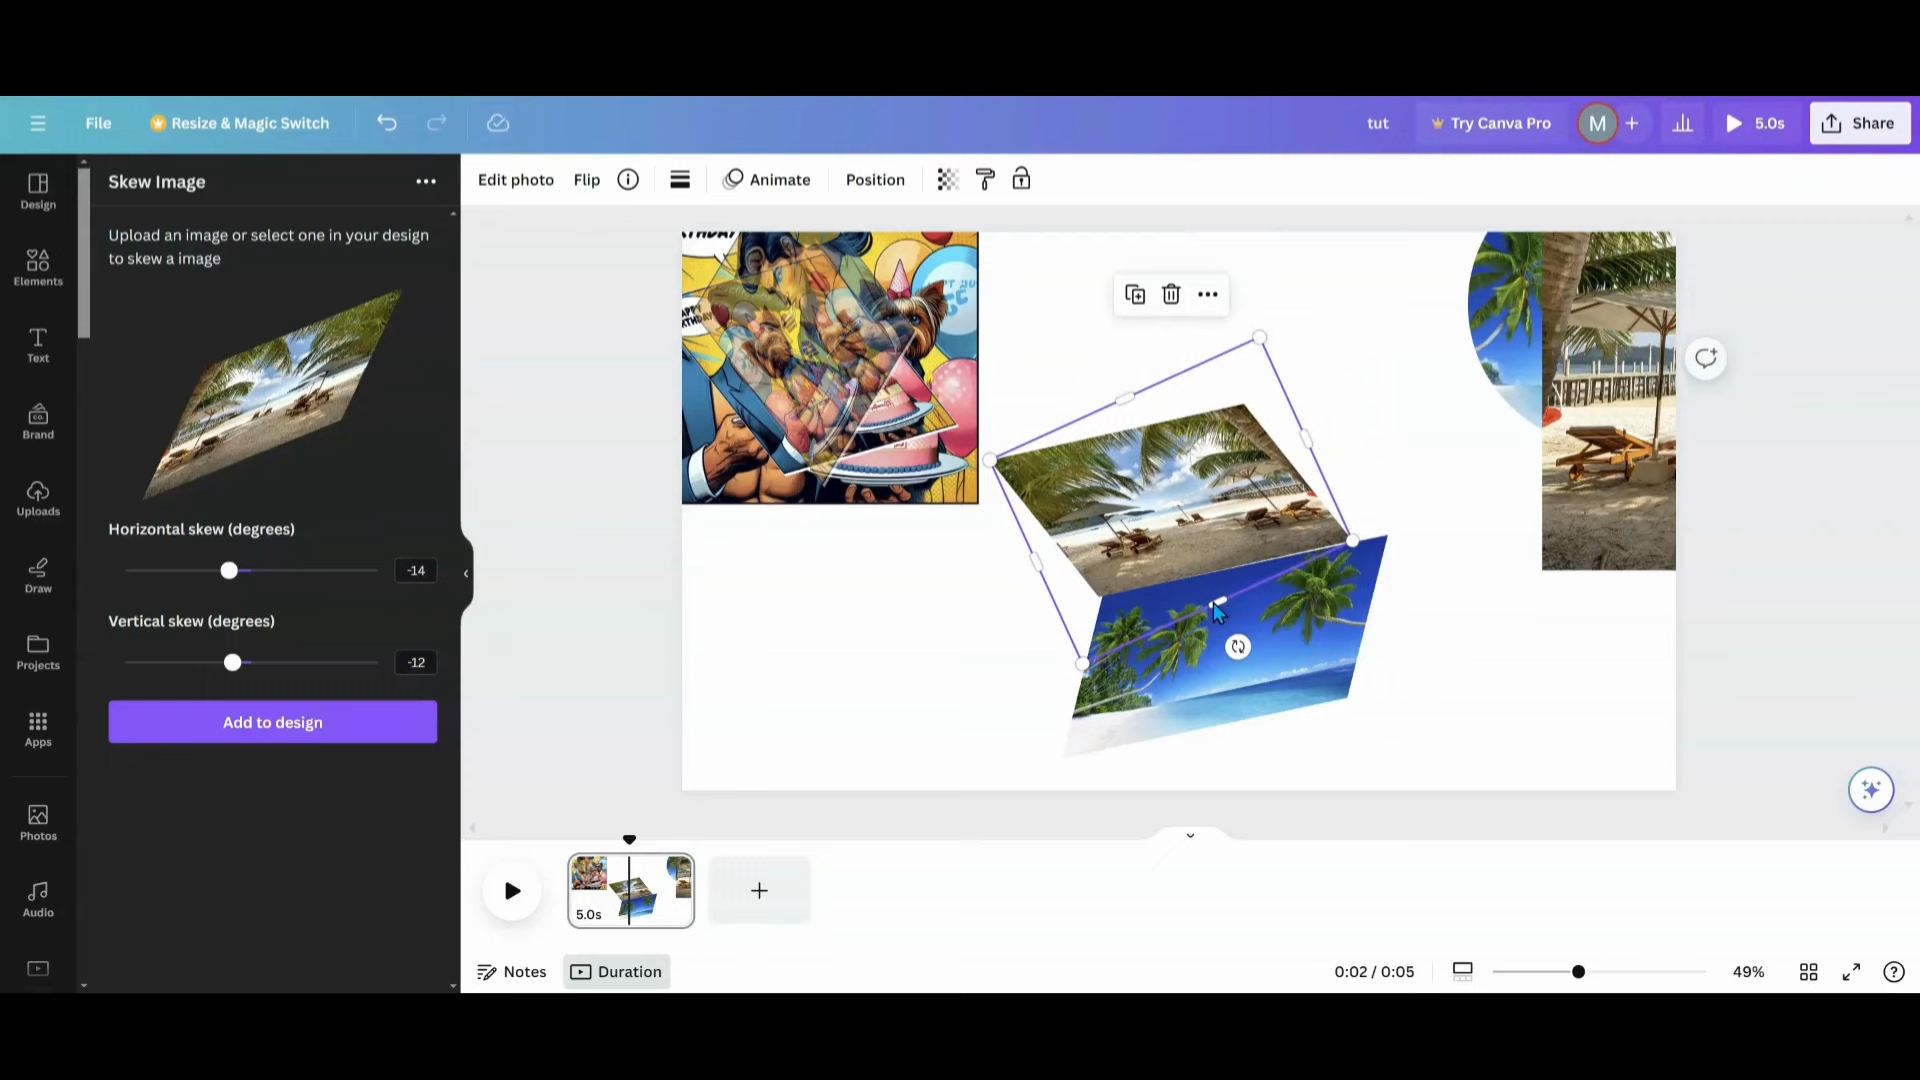 File
Resize & Magic Switch
tut
Try Canva Pro
M
5.0s
Share
Design
Elements
Text
Brand
Uploads
Draw
Projects
Apps
Photos
Audio
Skew Image
Upload an image or select one in your design
to skew a image
Horizontal skew (degrees)
-14
Vertical skew (degrees)
-12
Add to design
Edit photo
Flip
Animate
Position
HAPPY
5.0s
Notes
Duration
0:02 / 0:05
49%